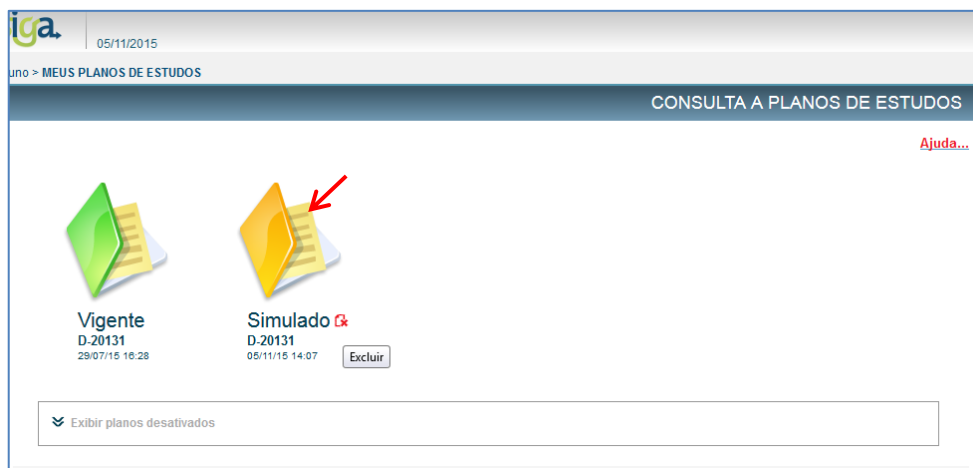 siga
05/11/2015
uno > MEUS PLANOS DE ESTUDOS
CONSULTA A PLANOS DE ESTUDOS
Ajuda...
Vigente
D-20131
29/07/15 16:28
Simulado
D-20131
05/11/15 14:07
Excluir
Exibir planos desativados